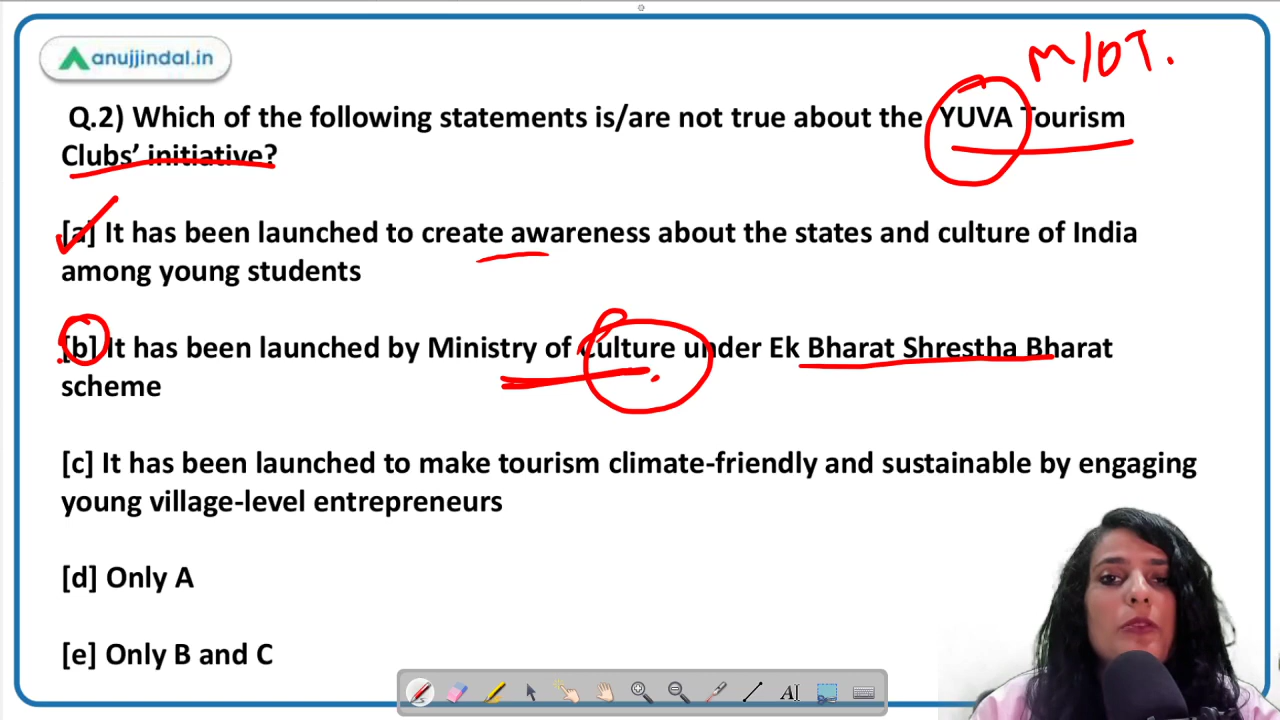 anujjindal.in
M/OT.
Q.2) Which of the following statements is/are not true about the YUVA Tourism
Clubs’ initiative?
[a] It has been launched to create awareness about the states and culture of India
among young students
[b] It has been launched by Ministry of Culture under Ek Bharat Shrestha Bharat
scheme
[c] It has been launched to make tourism climate-friendly and sustainable by engaging
young village-level entrepreneurs
[d] Only A
[e] Only B and C